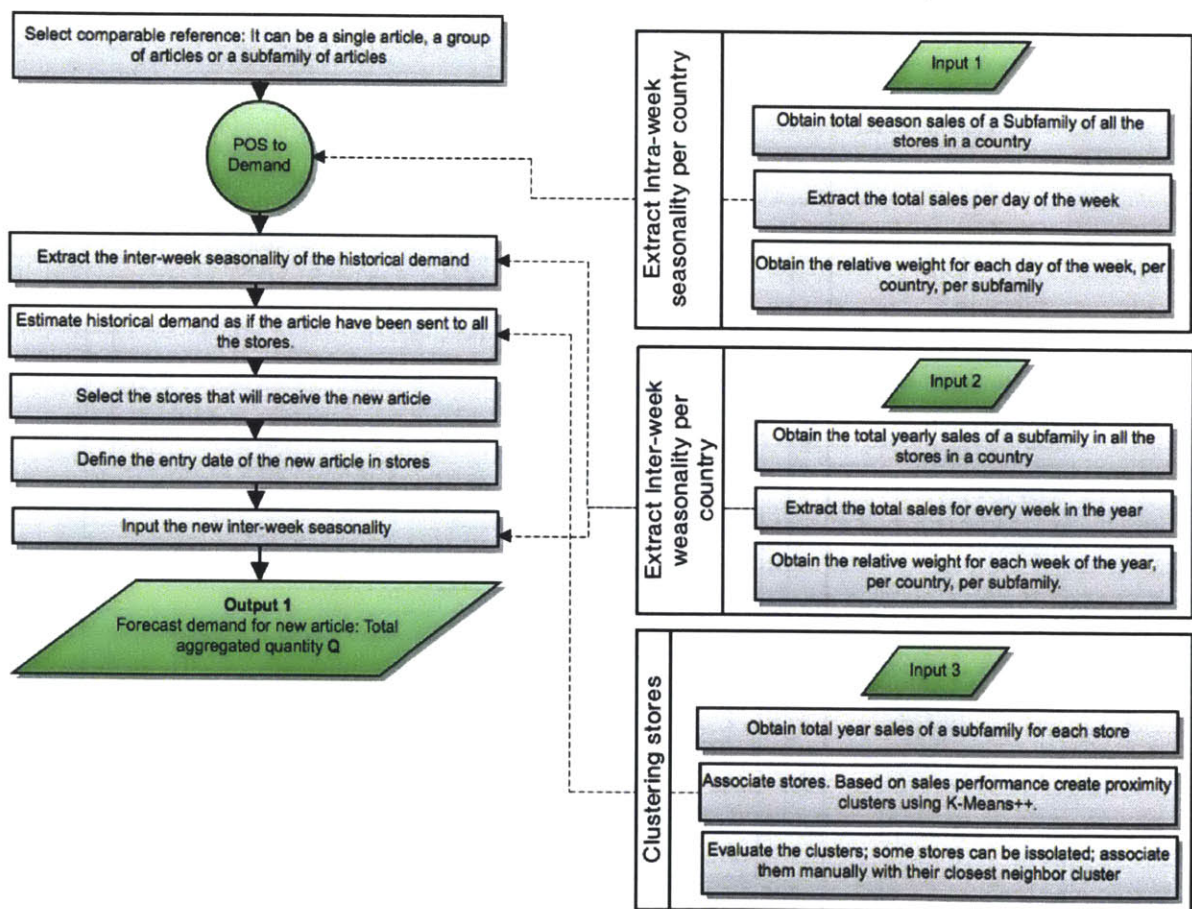 Select comparable reference: It can be a single article, a group
of articles or a subfamily of articles
POS to
Demand
Extract the inter-week seasonality of the historical demand
Estimate historical demand as if the article have been sent to all
the stores.
Select the stores that will receive the new article
Define the entry date of the new article in stores
Input the new inter-week seasonality
Output 1
Forecast demand for new article: Total
aggregated quantity Q
Extract Intra-week
seasonality per country
Input 1
Obtain total season sales of a Subfamily of all the
stores in a country
Extract the total sales per day of the week
Obtain the relative weight for each day of the week, per
country, per subfamily
Extract Inter-week
weasonality per
country
Input 2
Obtain the total yearly sales of a subfamily in all the
stores in a country
Extract the total sales for every week in the year
Obtain the relative weight for each week of the year,
per country, per subfamily.
Clustering stores
Input 3
Obtain total year sales of a subfamily for each store
Associate stores. Based on sales performance create proximity
clusters using K-Means++.
Evaluate the clusters; some stores can be issolated; associate
them manually with their closest neighbor cluster